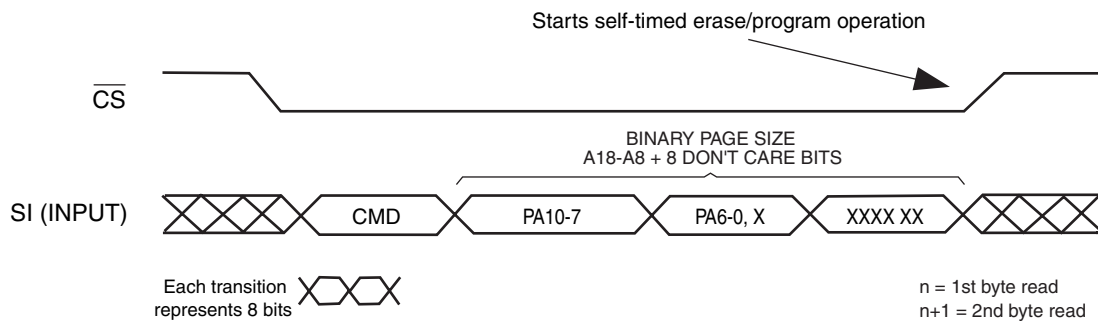 Starts self-timed erase/program operation
CS
BINARY PAGE SIZE
A18-A8 + 8 DON'T CARE BITS
SI (INPUT)
CMD
PA10-7
PA6-0, X
XXXX XX
Each transition
represents 8 bits
n = 1st byte read
n+1 = 2nd byte read